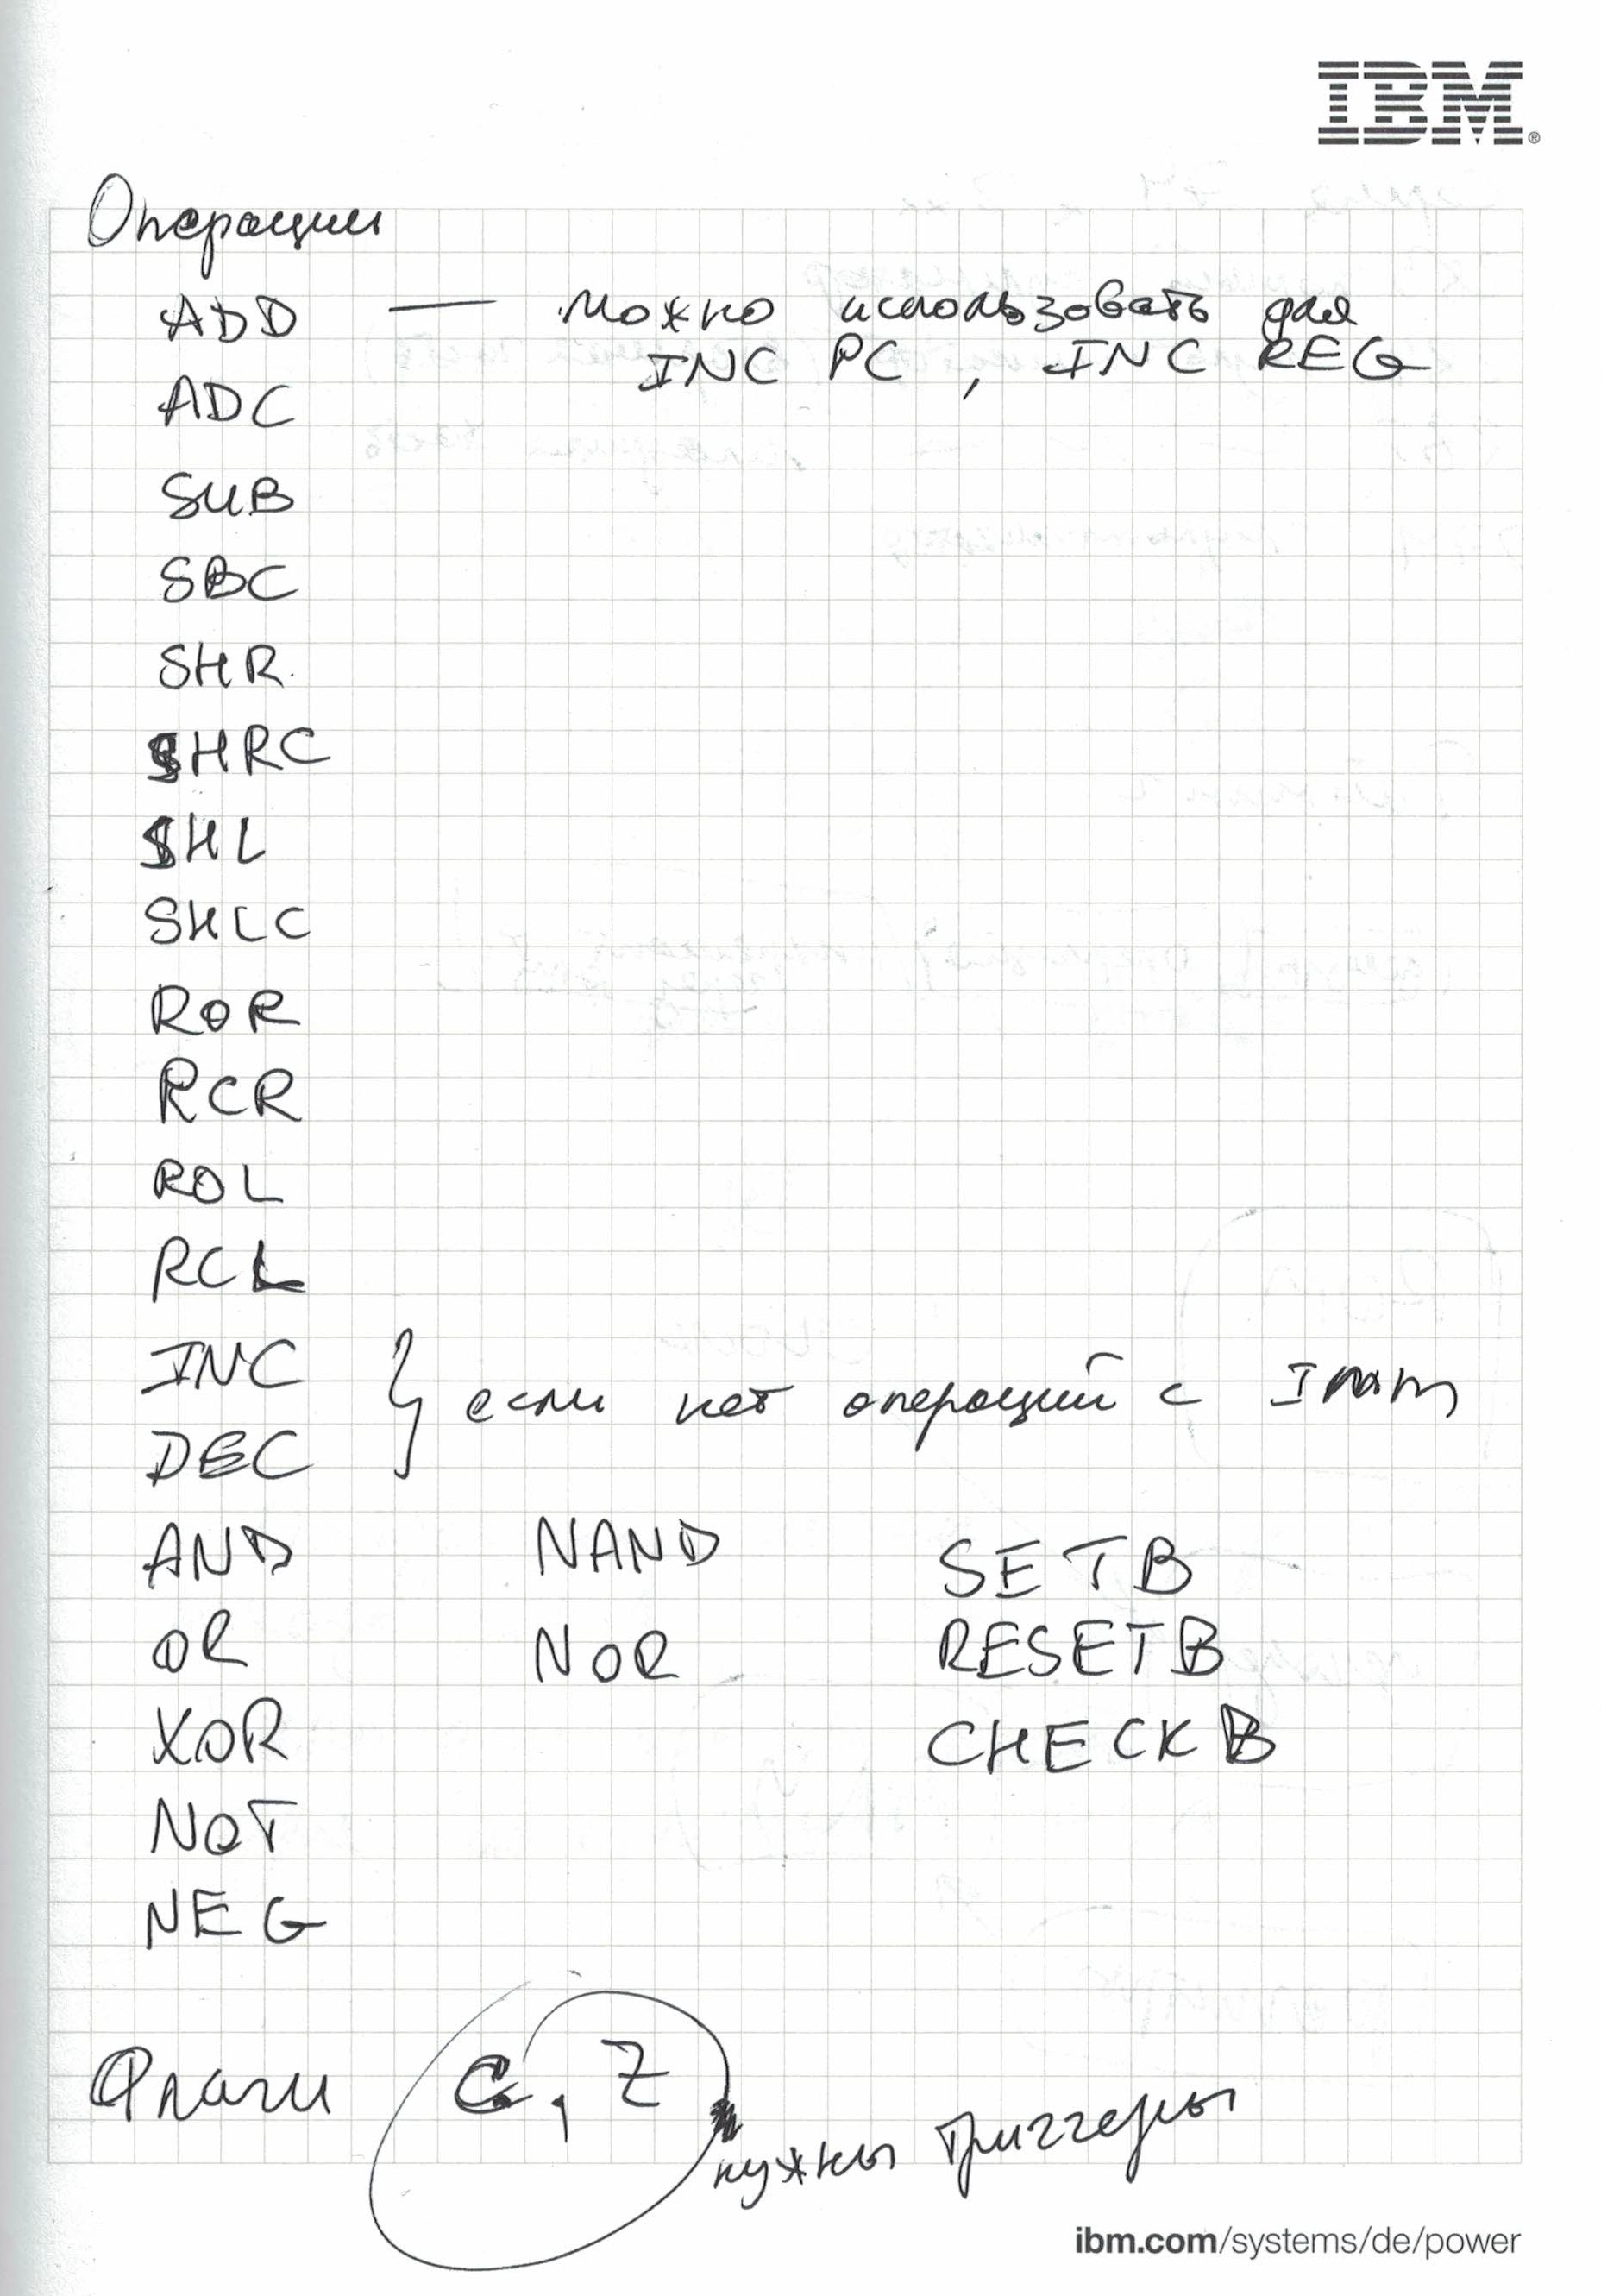 IBM®
Операции
ADD — можно использовать для
INC PC, INC REG
ADC
SUB
SBC
SHR
SHRC
SHL
SHLC
ROR
RCR
ROL
RCL
INC
DEC
} если нет операций с Imm
AND NAND SETB
OR NOR RESETB
XOR CHECKB
NOT
NEG
Флаги C, Z нужны триггеры
ibm.com/systems/de/power